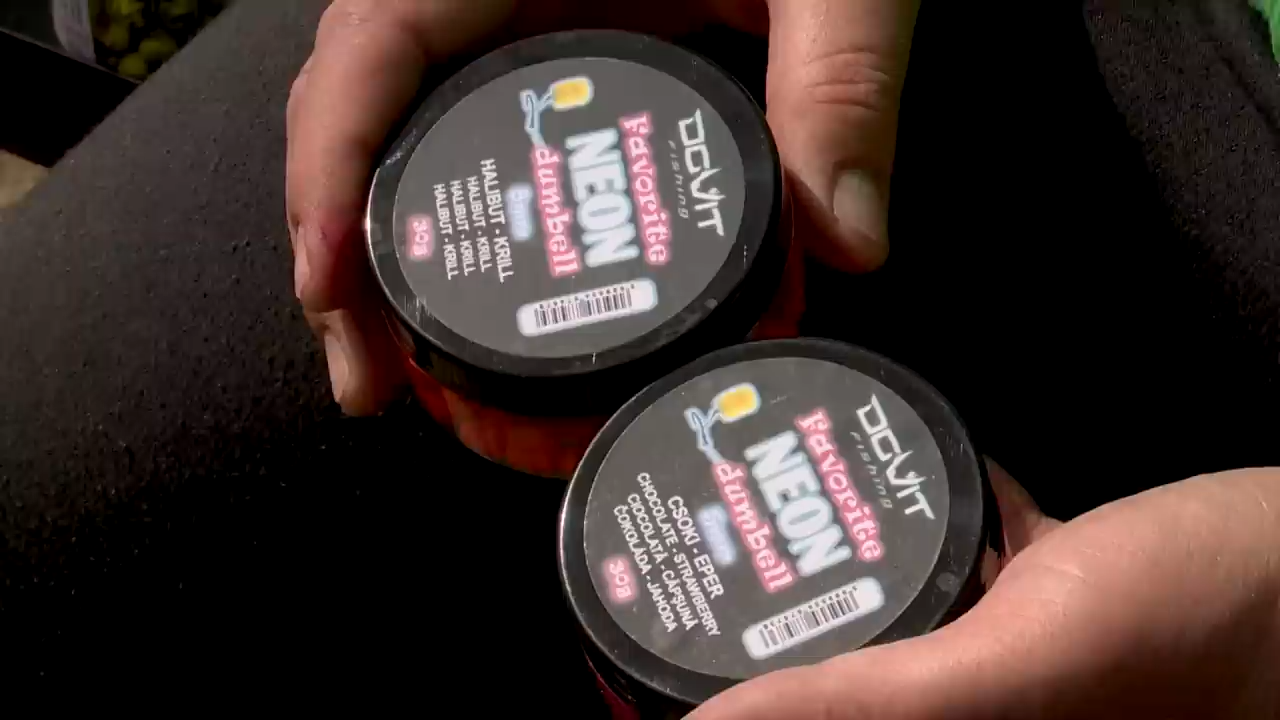 DOVIT
fishing
Favorite
NEON
dumbell
8mm
HALIBUT - KRILL
HALIBUT - KRILL
HALIBUT - KRILL
HALIBUT - KRILL
30g
DOVIT
fishing
Favorite
NEON
dumbell
CSOKI - EPER
CHOCOLATE - STRAWBERRY
CIOCOLATĂ - CĂPȘUNĂ
ČOKOLÁDA - JAHODA
30g